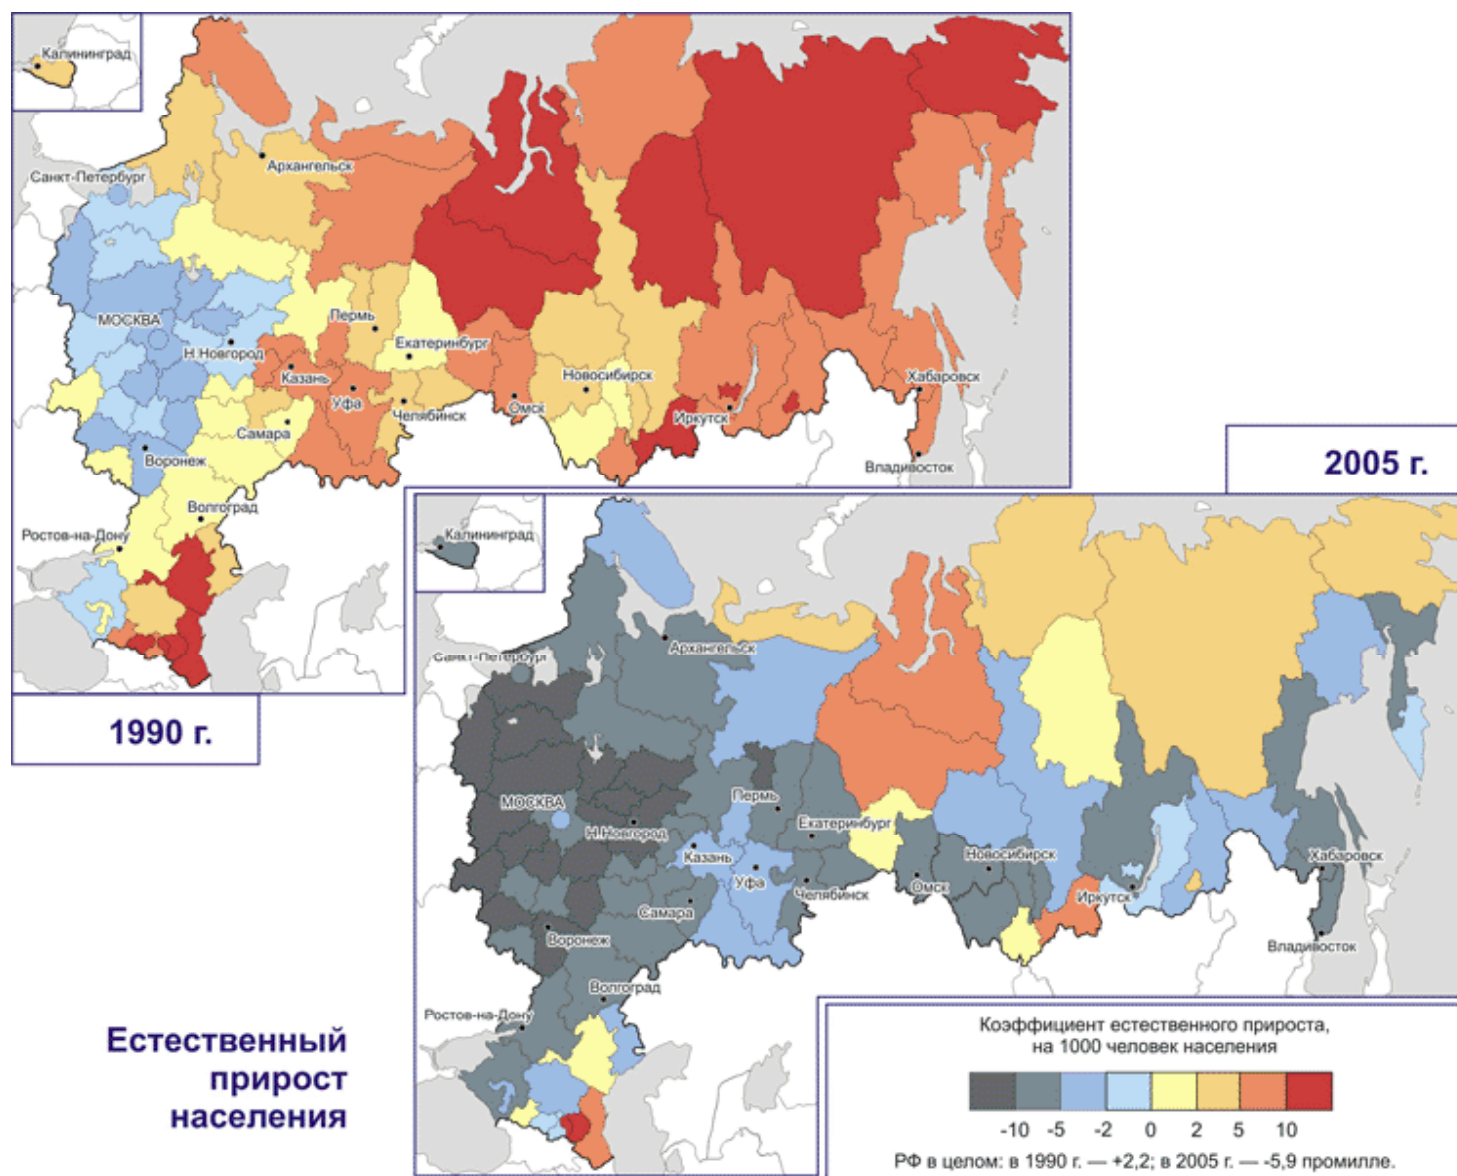 Калининград
Архангельск
Санкт-Петербург
МОСКВА
Пермь
Н.Новгород
Екатеринбург
Казань
Уфа
Новосибирск
Хабаровск
Челябинск
Омск
Иркутск
Самара
Воронеж
Владивосток
Волгоград
Ростов-на-Дону
1990 г.
2005 г.
Калининград
Архангельск
Санкт-Петербург
МОСКВА
Пермь
Н.Новгород
Екатеринбург
Казань
Уфа
Новосибирск
Хабаровск
Челябинск
Омск
Иркутск
Самара
Воронеж
Владивосток
Волгоград
Ростов-на-Дону
Естественный
прирост
населения
Коэффициент естественного прироста,
на 1000 человек населения
-10 -5 -2 0 2 5 10
РФ в целом: в 1990 г. — +2,2; в 2005 г. — -5,9 промилле.